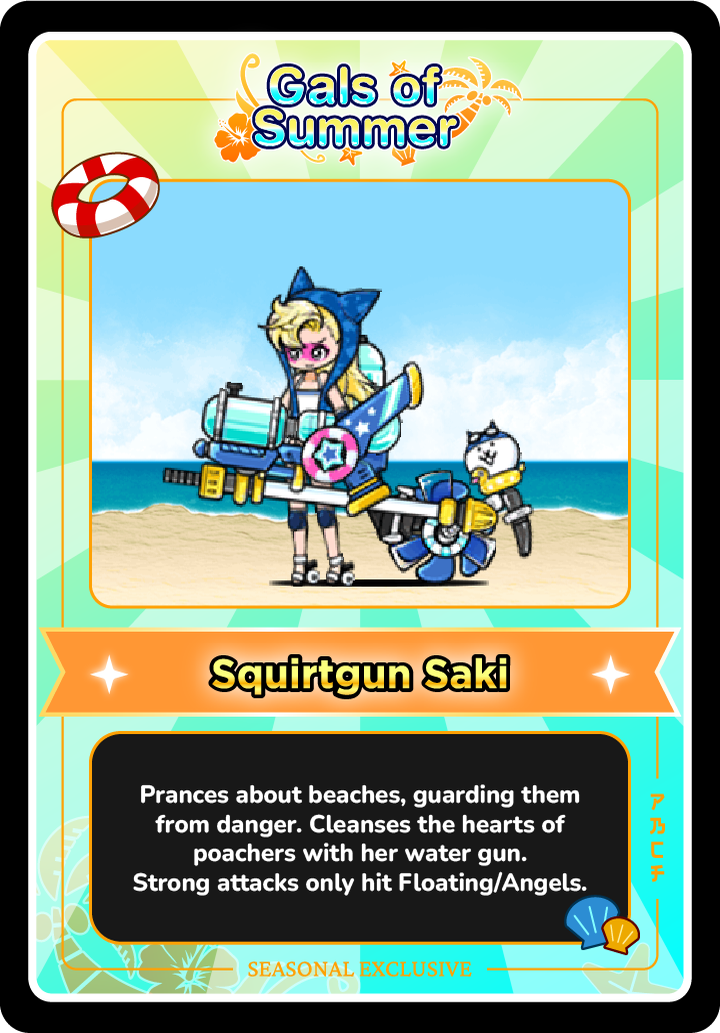 Gals of
Summer
Squirtgun Saki
Prances about beaches, guarding them
from danger. Cleanses the hearts of
poachers with her water gun.
Strong attacks only hit Floating/Angels.
SEASONAL EXCLUSIVE